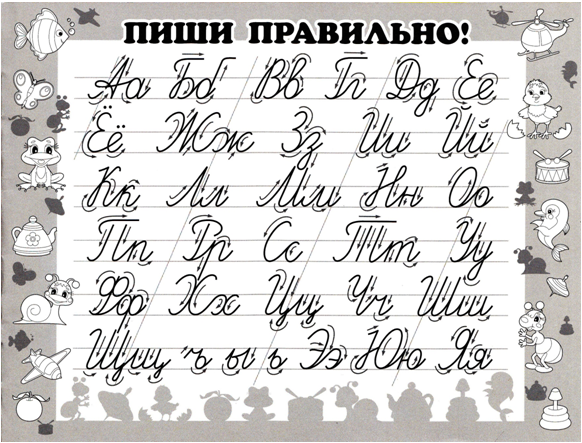 ПИШИ ПРАВИЛЬНО!
Аа Бб Вв Гг Дд Ее
Ёё Жж Зз Ии Йй
Кк Лл Мм Нн Оо
Пп Рр Сс Тт Уу
Фф Хх Цц Чч Шш
Щщ ъ ы ь Ээ Юю Яя